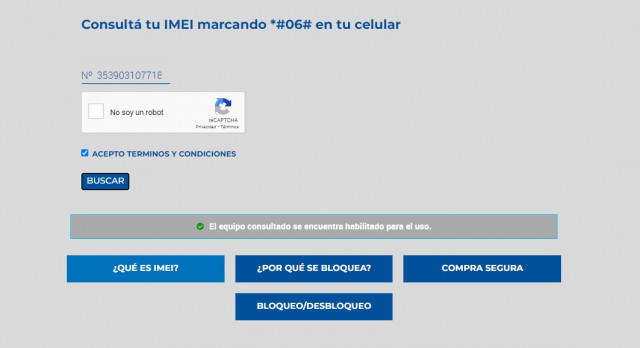 Consultá tu IMEI marcando *#06# en tu celular
Nº 353903107718
No soy un robot
reCAPTCHA
Privacidad - Términos
ACEPTO TERMINOS Y CONDICIONES
BUSCAR
El equipo consultado se encuentra habilitado para el uso.
¿QUÉ ES IMEI?
¿POR QUÉ SE BLOQUEA?
COMPRA SEGURA
BLOQUEO/DESBLOQUEO